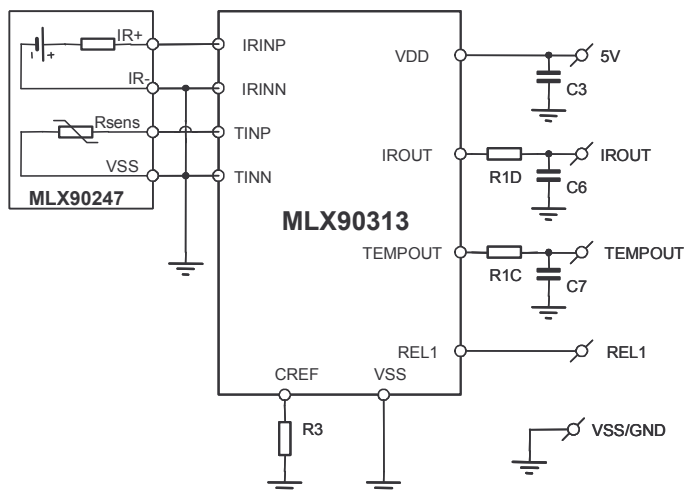 IR+
IRINP
VDD
5V
IR-
IRINN
C3
Rsens
TINP
IROUT
IROUT
R1D
C6
VSS
TINN
MLX90247
MLX90313
TEMPOUT
TEMPOUT
R1C
C7
REL1
REL1
CREF
VSS
R3
VSS/GND